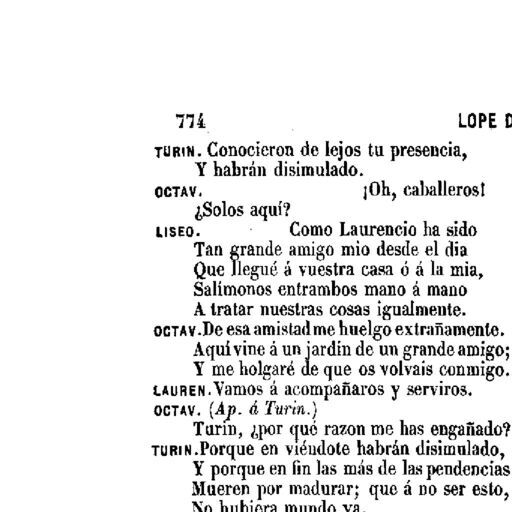 774 LOPE D
TURIN. Conocieron de lejos tu presencia,
Y habrán disimulado.
OCTAV. ¡Oh, caballeros!
¿Solos aquí?
LISEO. Como Laurencio ha sido
Tan grande amigo mio desde el dia
Que llegué á vuestra casa ó á la mia,
Salímonos entrambos mano á mano
A tratar nuestras cosas igualmente.
OCTAV. De esa amistad me huelgo extrañamente.
Aquí vine á un jardin de un grande amigo;
Y me holgaré de que os volvais conmigo.
LAUREN. Vamos á acompañaros y serviros.
OCTAV. (Ap. á Turin.)
Turin, ¿por qué razon me has engañado?
TURIN. Porque en viéndote habrán disimulado,
Y porque en fin las más de las pendencias
Mueren por madurar; que á no ser esto,
No hubiera mundo ya.